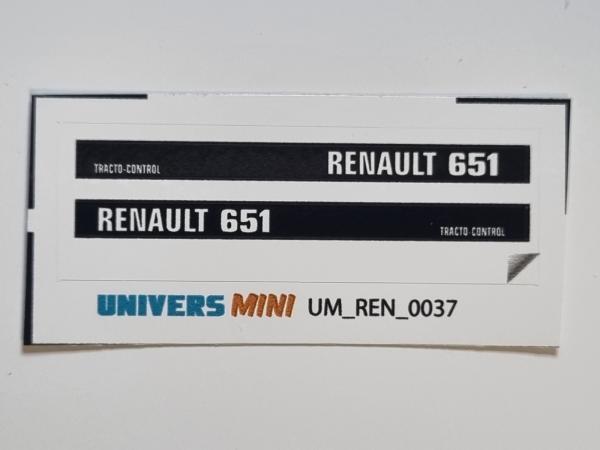 TRACTO-CONTROL RENAULT 651
RENAULT 651 TRACTO-CONTROL
UNIVERS MINI UM_REN_0037